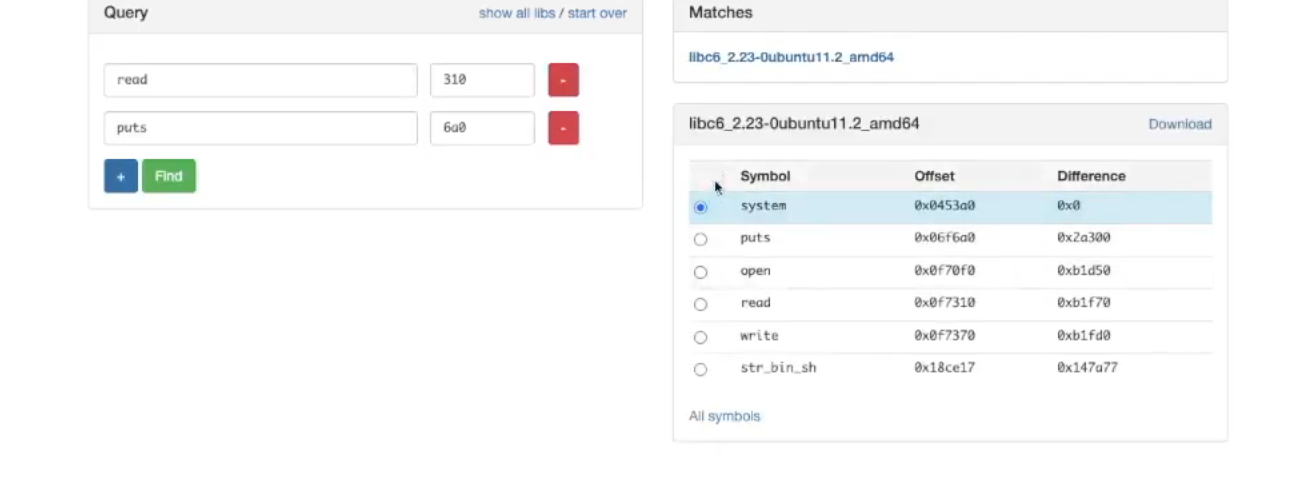 Query show all libs / start over
read 310 -
puts 6a0 -
+ Find
Matches
libc6_2.23-0ubuntu11.2_amd64
libc6_2.23-0ubuntu11.2_amd64 Download
Symbol Offset Difference
system 0x0453a0 0x0
puts 0x06f6a0 0x2a300
open 0x0f70f0 0xb1d50
read 0x0f7310 0xb1f70
write 0x0f7370 0xb1fd0
str_bin_sh 0x18ce17 0x147a77
All symbols